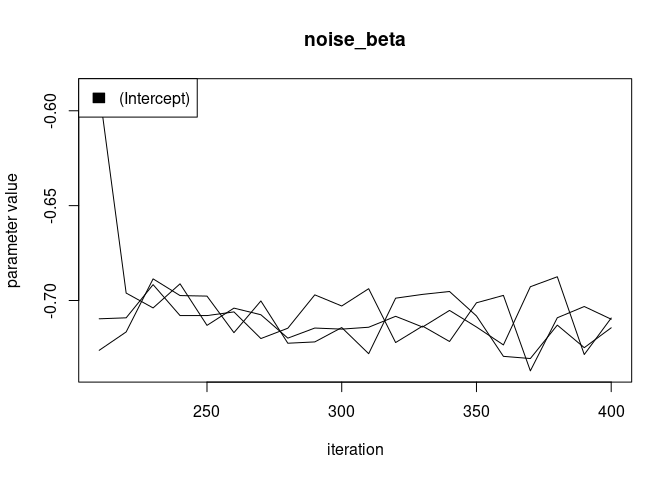 noise_beta
(Intercept)
parameter value
-0.60
-0.65
-0.70
250
300
350
400
iteration